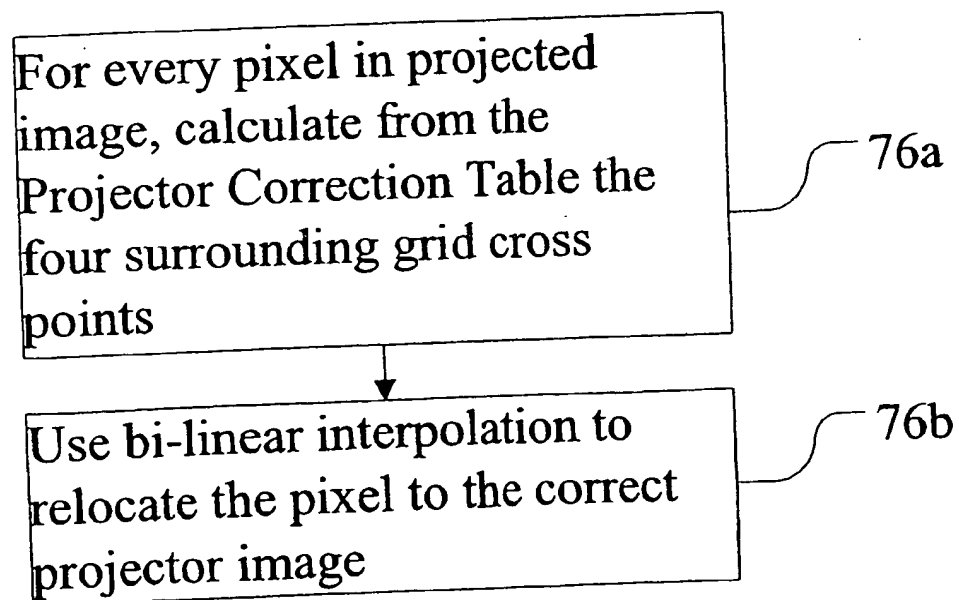 For every pixel in projected
image, calculate from the
Projector Correction Table the
four surrounding grid cross
points
76a
Use bi-linear interpolation to
relocate the pixel to the correct
projector image
76b